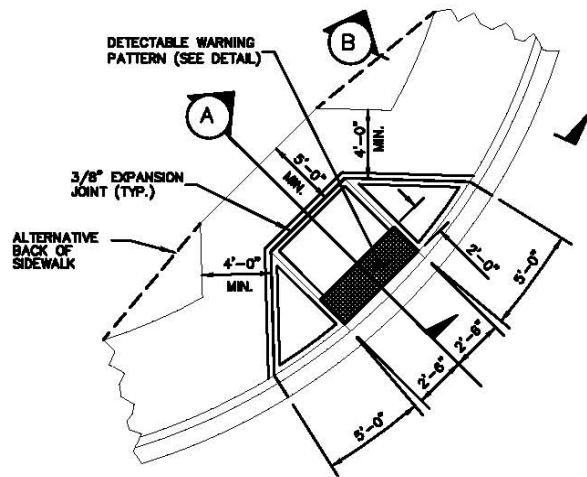 DETECTABLE WARNING
PATTERN (SEE DETAIL)
B
A
4'-0"
MIN.
5'-0"
MIN.
3/8" EXPANSION
JOINT (TYP.)
ALTERNATIVE
BACK OF
SIDEWALK
4'-0"
MIN.
2'-0"
5'-0"
2'-6"
2'-6"
5'-0"